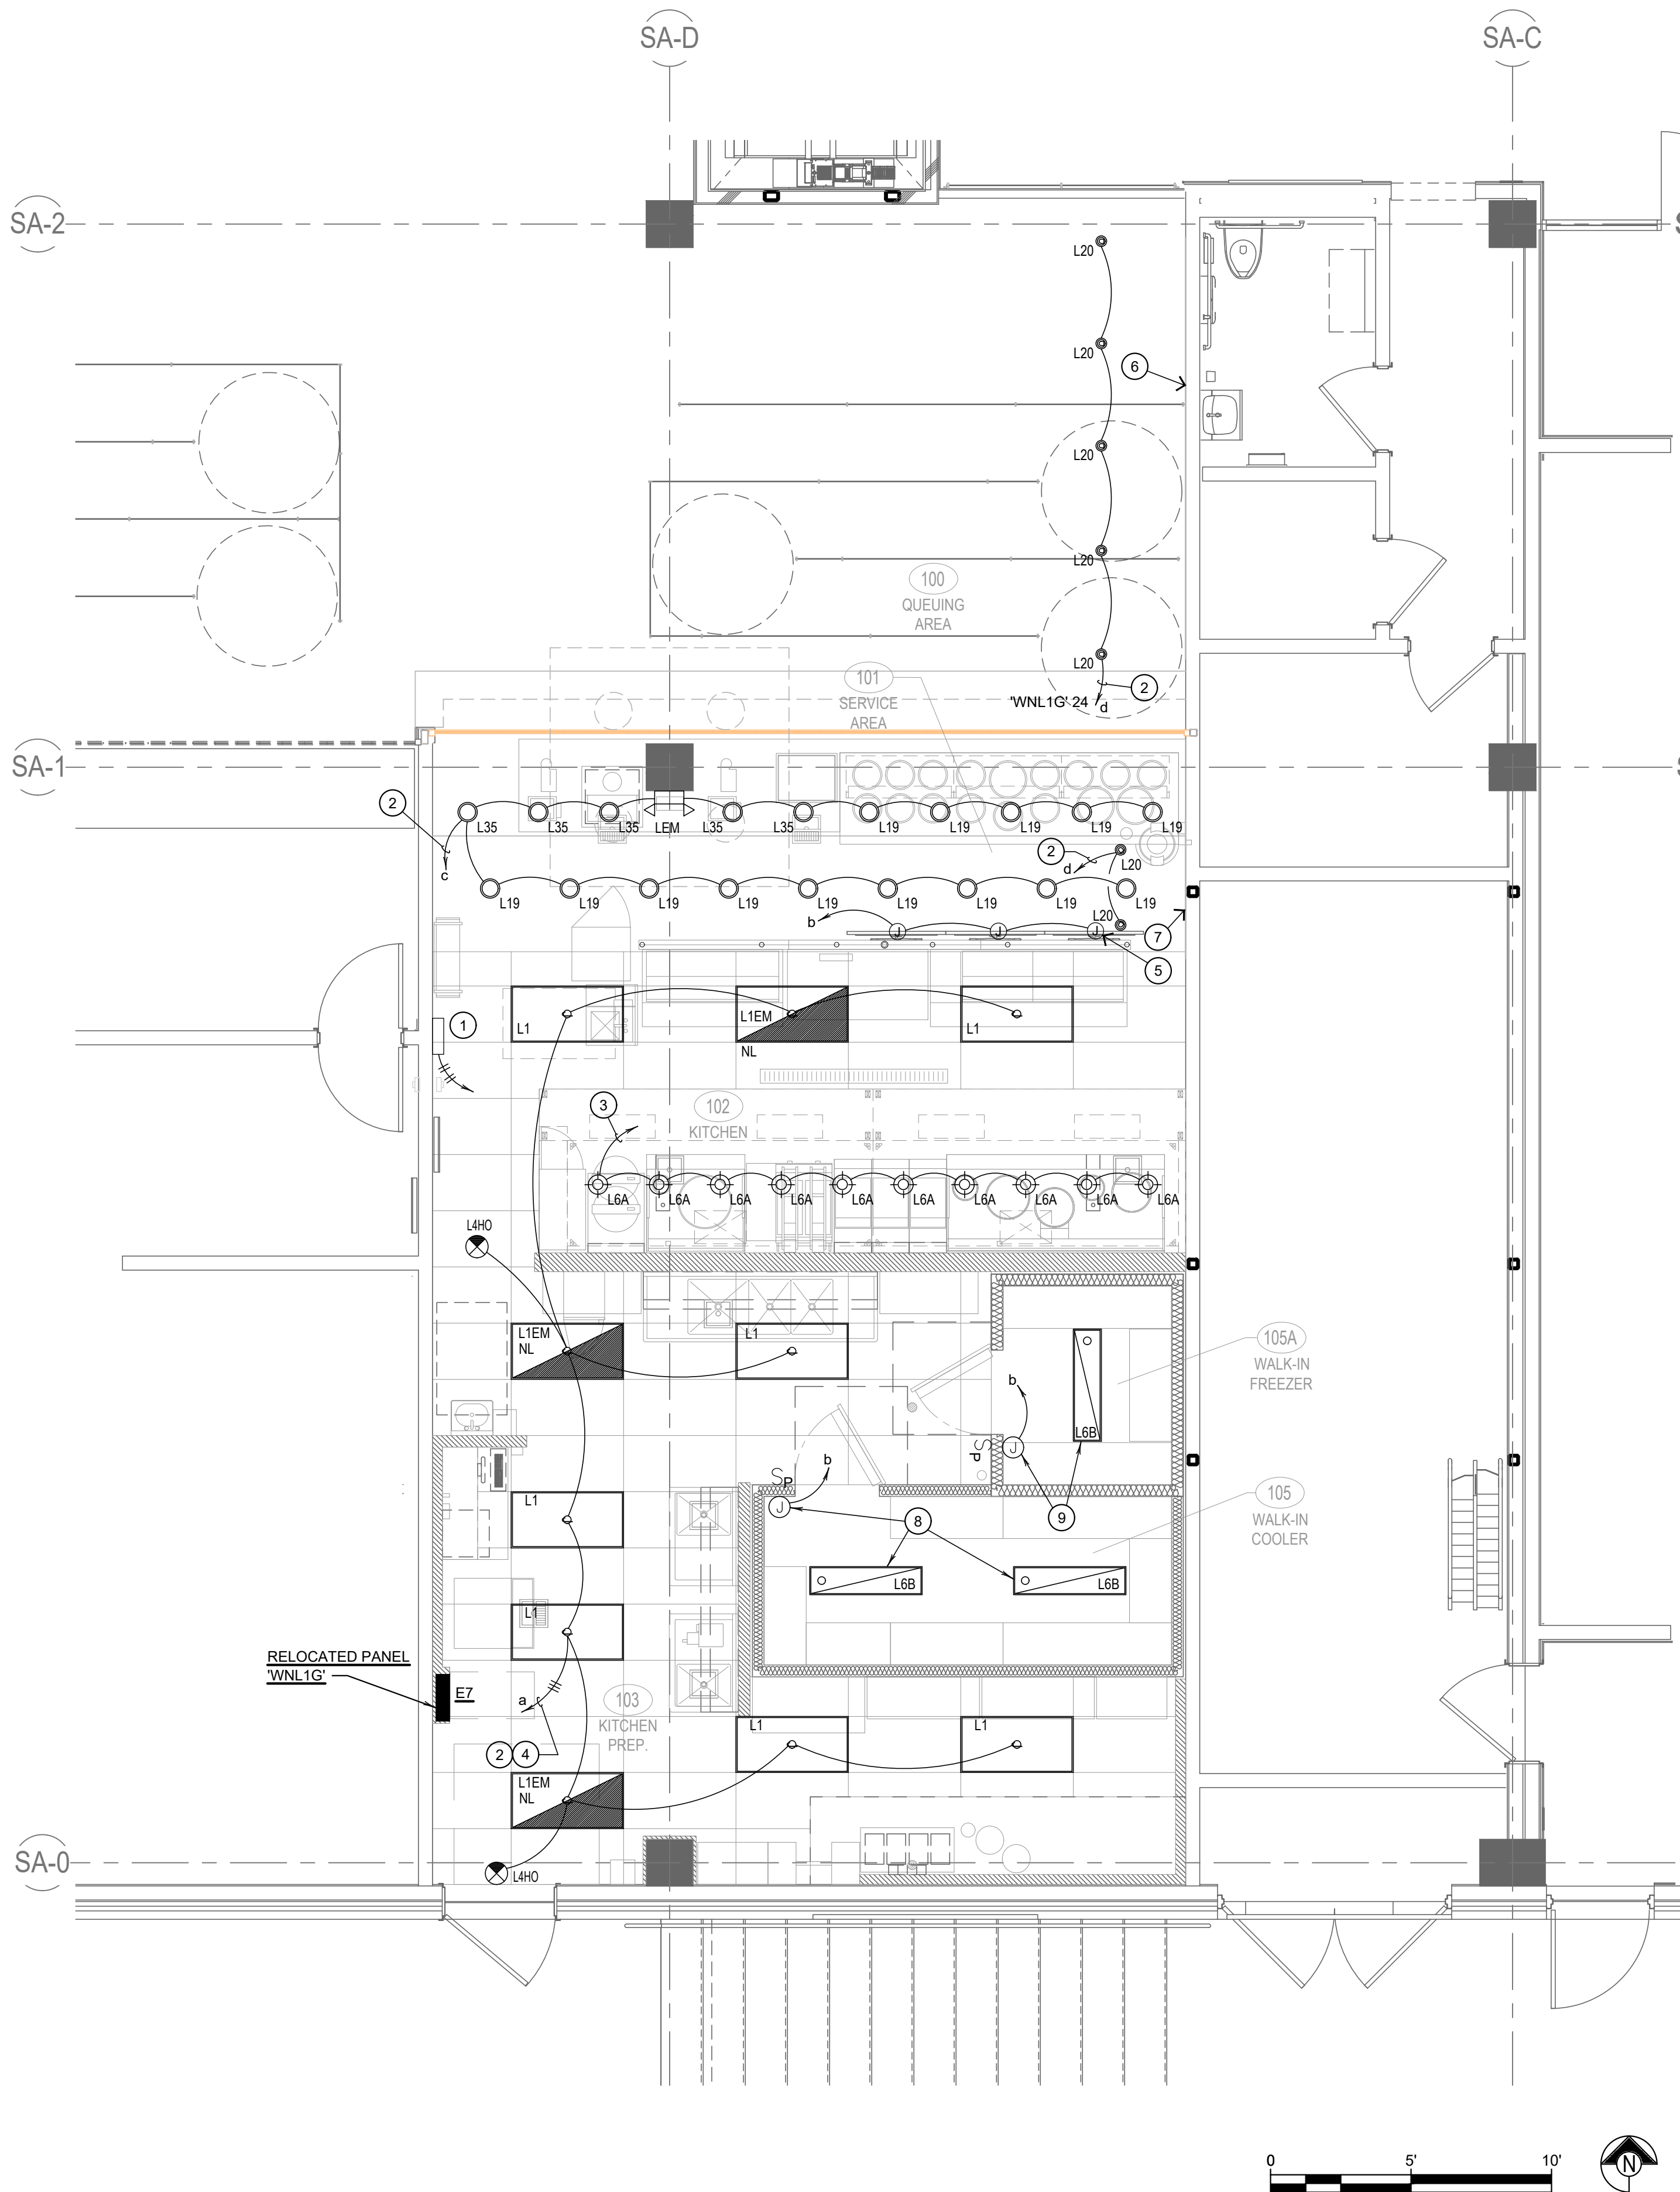 SA-D
SA-C
SA-2
L20
L20
6
L20
L20
100
QUEUING
AREA
L20
2
'WNL1G' 24
d
101
SERVICE
AREA
SA-1
2
c
L35
L35
L35
LEM
L35
L35
L19
L19
L19
L19
L19
2
d
L20
L19
L19
L19
L19
L19
L19
L19
L19
L19
b
L20
J
J
J
7
5
1
L1
L1EM
NL
L1
3
102
KITCHEN
L6A
L6A
L6A
L6A
L6A
L6A
L6A
L6A
L6A
L6A
L4HO
L1EM
NL
L1
105A
WALK-IN
FREEZER
b
L6B
J
SP
SP
b
J
8
9
105
WALK-IN
COOLER
L6B
L6B
L1
L1
RELOCATED PANEL
'WNL1G'
E7
a
103
KITCHEN
PREP.
2
4
L1
L1
L1EM
NL
SA-0
L4HO
0
5'
10'
N